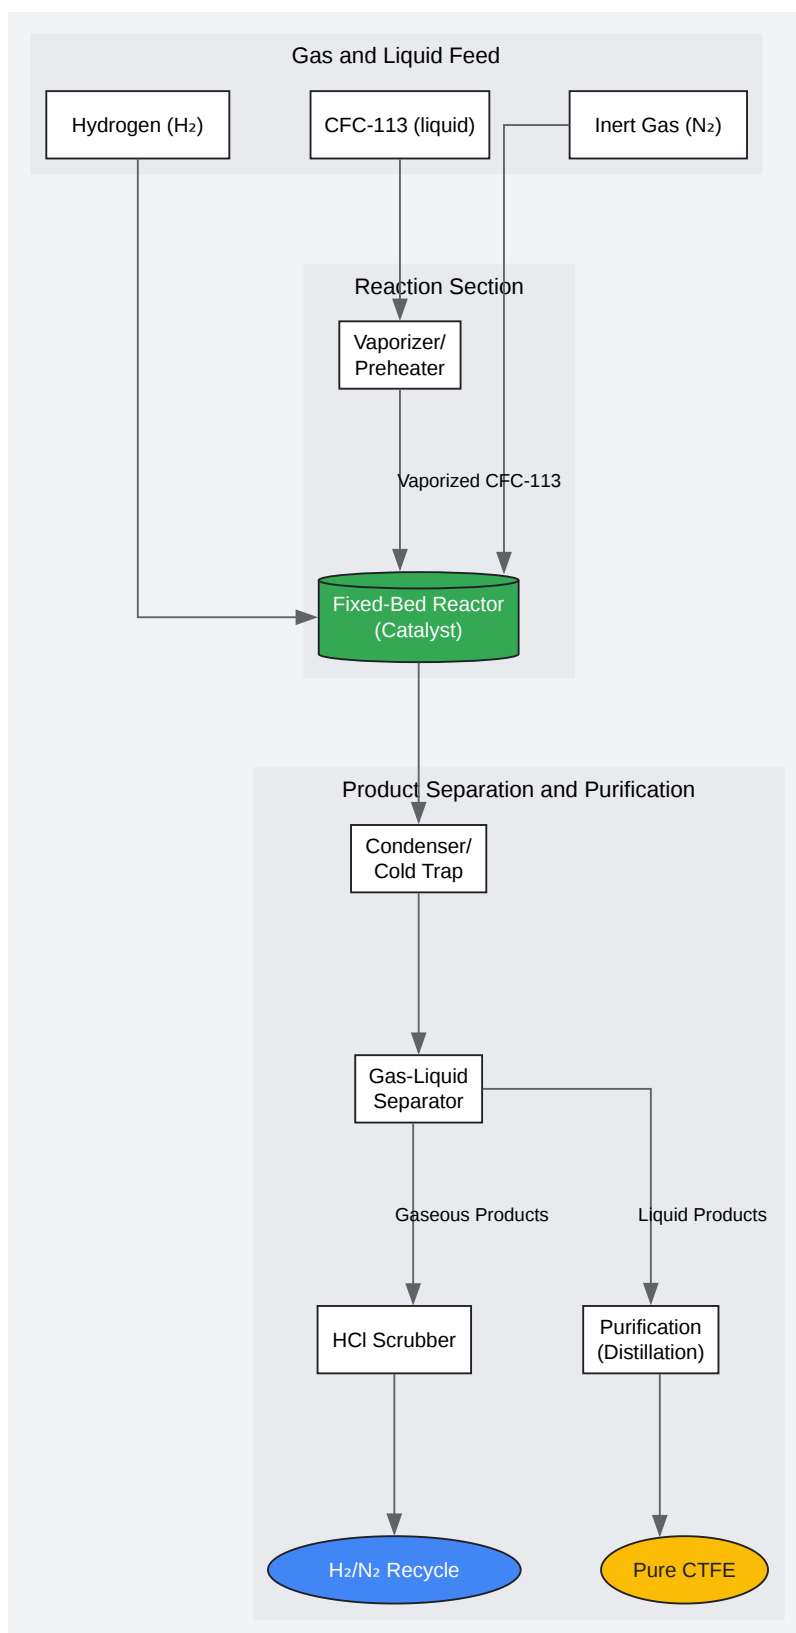 Gas and Liquid Feed
Hydrogen (H₂)
CFC-113 (liquid)
Inert Gas (N₂)
Reaction Section
Vaporizer/
Preheater
Vaporized CFC-113
Fixed-Bed Reactor
(Catalyst)
Product Separation and Purification
Condenser/
Cold Trap
Gas-Liquid
Separator
Gaseous Products
Liquid Products
HCl Scrubber
Purification
(Distillation)
H₂/N₂ Recycle
Pure CTFE